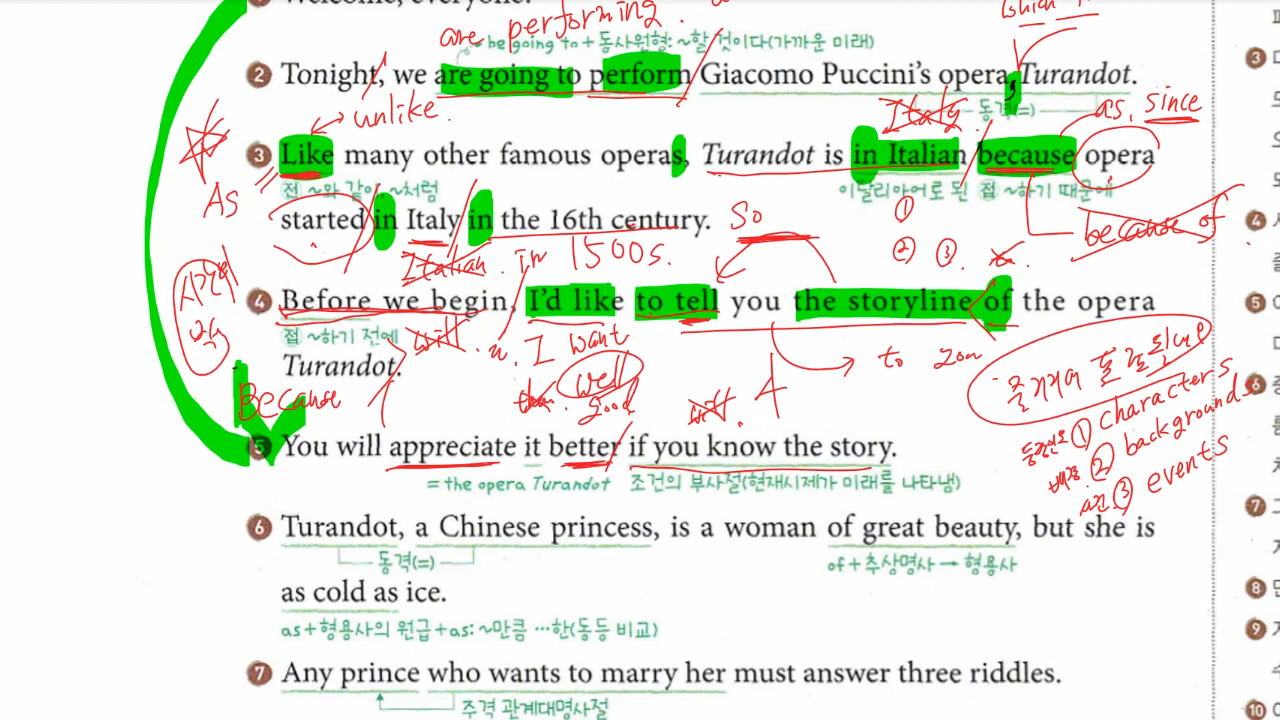 Welcome, everyone.
are performing.
be going to+동사원형: ~할 것이다(가까운 미래)
② Tonight, we are going to perform Giacomo Puccini's opera, Turandot.
동격(=)
unlike.
Italy
as, since
③ Like many other famous operas, Turandot is in Italian because opera
As
전 ~와 같이, ~처럼
이탈리아어로 된
접 ~하기 때문에
started in Italy in the 16th century.
So
① ② ③
because of
Italian. in 1500s.
④ Before we begin, I'd like to tell you the storyline of the opera
접 ~하기 전에
will
I want
to
Turandot.
Because
well
good
① characters
② backgrounds
③ events
⑤ You will appreciate it better if you know the story.
= the opera Turandot
조건의 부사절(현재시제가 미래를 나타냄)
⑥ Turandot, a Chinese princess, is a woman of great beauty, but she is
동격(=)
of+추상명사 → 형용사
as cold as ice.
as+형용사의 원급+as: ~만큼 …한(동등 비교)
⑦ Any prince who wants to marry her must answer three riddles.
주격 관계대명사절